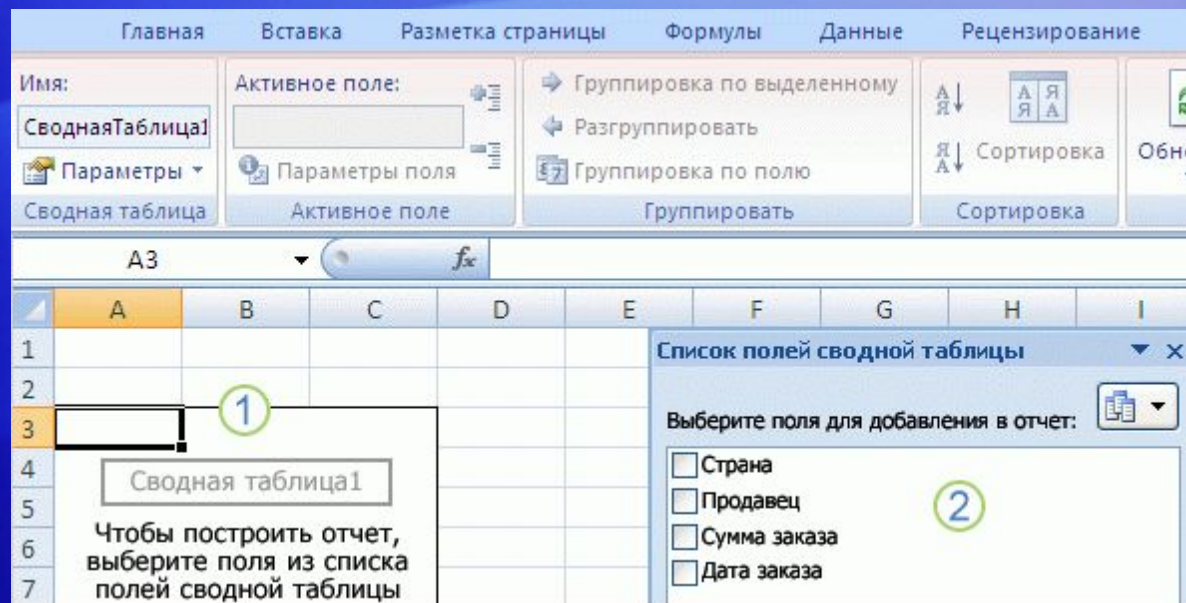 Главная Вставка Разметка страницы Формулы Данные Рецензирование
Имя:
СводнаяТаблица1
Параметры
Сводная таблица
Активное поле:
Параметры поля
Активное поле
Группировка по выделенному
Разгруппировать
Группировка по полю
Группировать
Сортировка
Сортировка
Обн
A3 fx
A B C D E F G H I
1
2
3
4
5
6
7
1
Сводная таблица1
Чтобы построить отчет,
выберите поля из списка
полей сводной таблицы
Список полей сводной таблицы
Выберите поля для добавления в отчет:
Страна
Продавец
Сумма заказа
Дата заказа
2